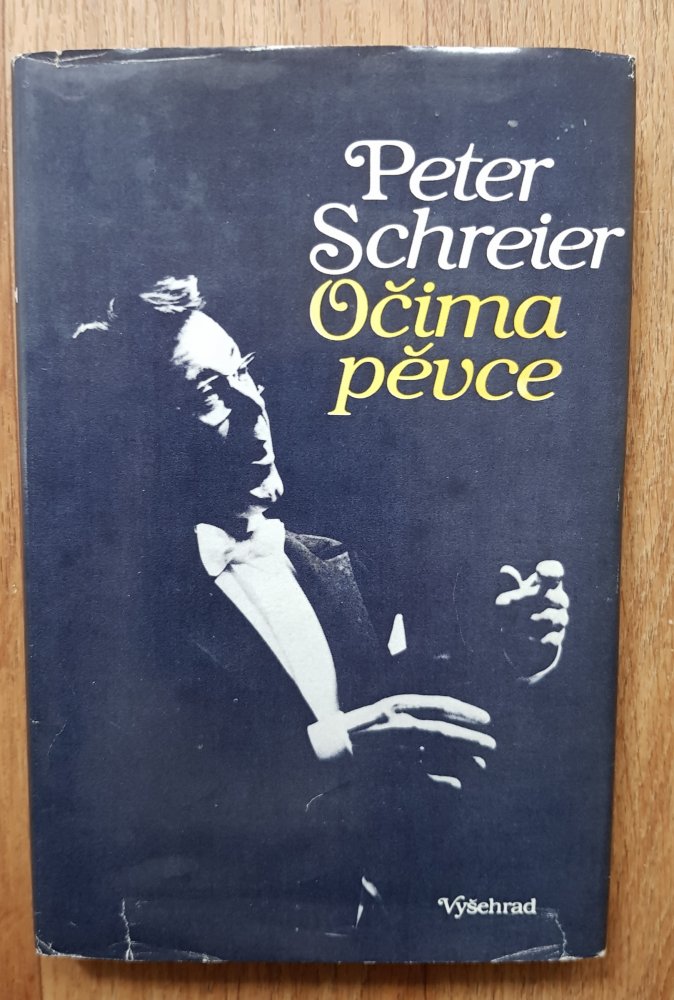 Peter
Schreier
Očima
pěvce
Vyšehrad